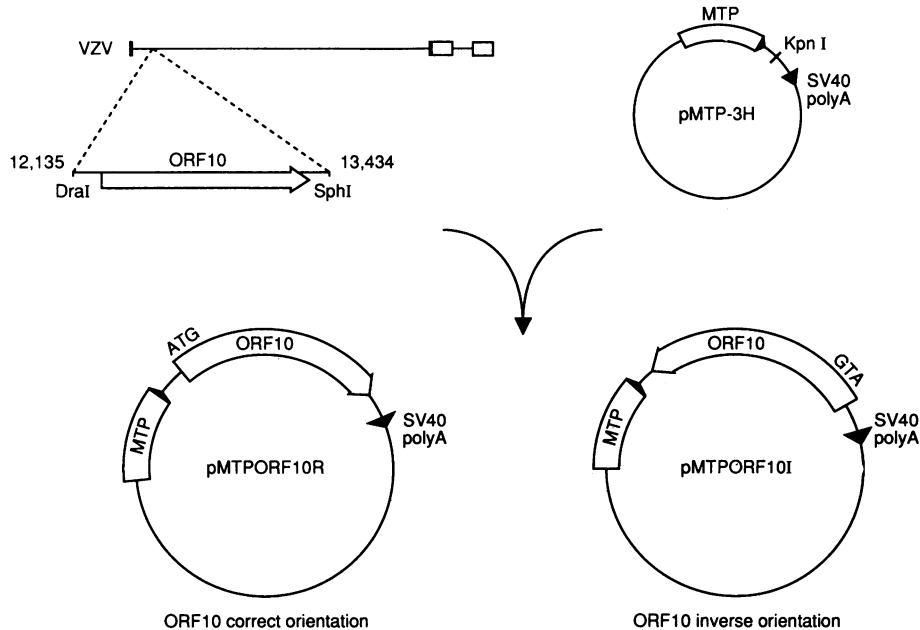 VZV
MTP
Kpn I
SV40
polyA
pMTP-3H
12,135
ORF10
13,434
DraI
SphI
ATG
ORF10
MTP
SV40
polyA
pMTPORF10R
ORF10 correct orientation
ORF10
GTA
MTP
SV40
polyA
pMTPORF10I
ORF10 inverse orientation